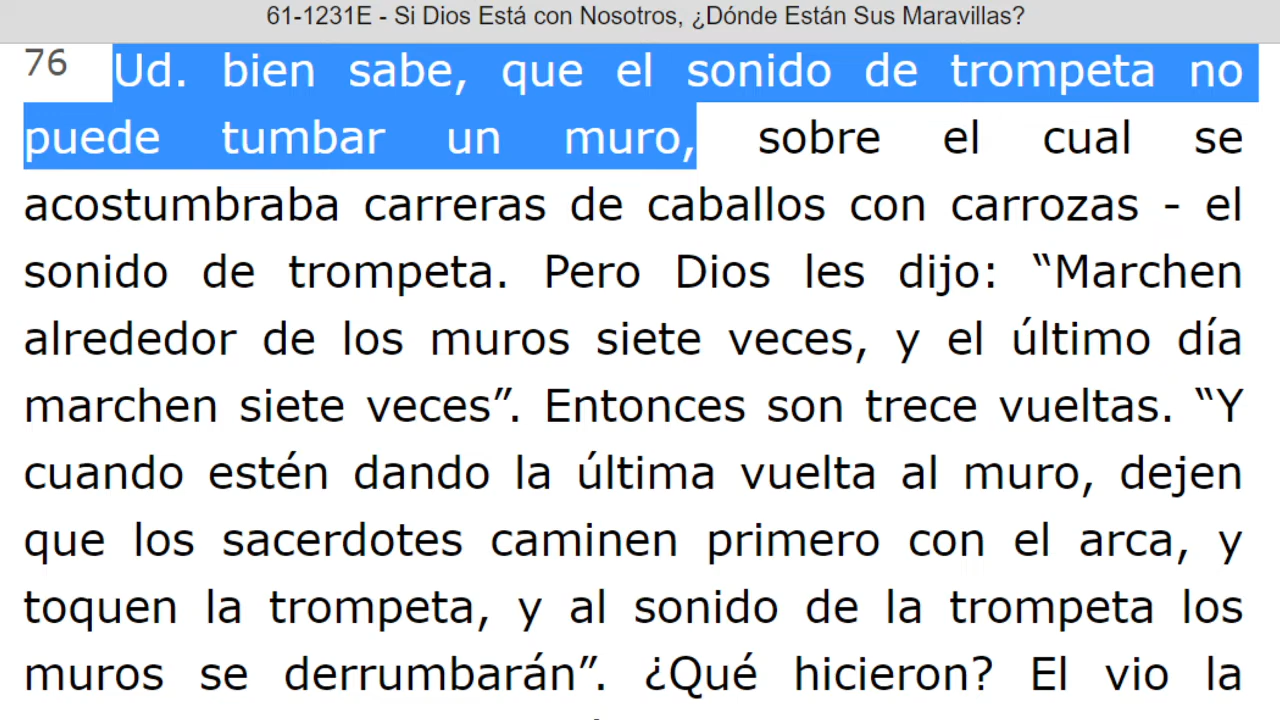 61-1231E - Si Dios Está con Nosotros, ¿Dónde Están Sus Maravillas?
76 Ud. bien sabe, que el sonido de trompeta no
puede tumbar un muro, sobre el cual se
acostumbraba carreras de caballos con carrozas - el
sonido de trompeta. Pero Dios les dijo: “Marchen
alrededor de los muros siete veces, y el último día
marchen siete veces”. Entonces son trece vueltas. “Y
cuando estén dando la última vuelta al muro, dejen
que los sacerdotes caminen primero con el arca, y
toquen la trompeta, y al sonido de la trompeta los
muros se derrumbarán”. ¿Qué hicieron? El vio la